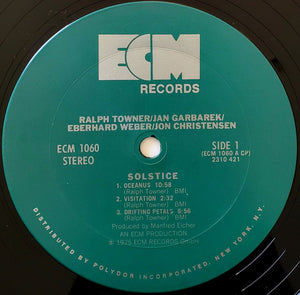 ECM
RECORDS
RALPH TOWNER/JAN GARBAREK/
EBERHARD WEBER/JON CHRISTENSEN
ECM 1060
STEREO
SIDE 1
(ECM 1060 A CP)
2310 421
SOLSTICE
1. OCEANUS 10:58
(Ralph Towner) BMI
2. VISITATION 2:32
(Ralph Towner) BMI
3. DRIFTING PETALS 6:56
(Ralph Towner) BMI
Produced by Manfred Eicher
AN ECM PRODUCTION
℗ 1975 ECM RECORDS GmbH
DISTRIBUTED BY POLYDOR INCORPORATED, NEW YORK, N.Y.